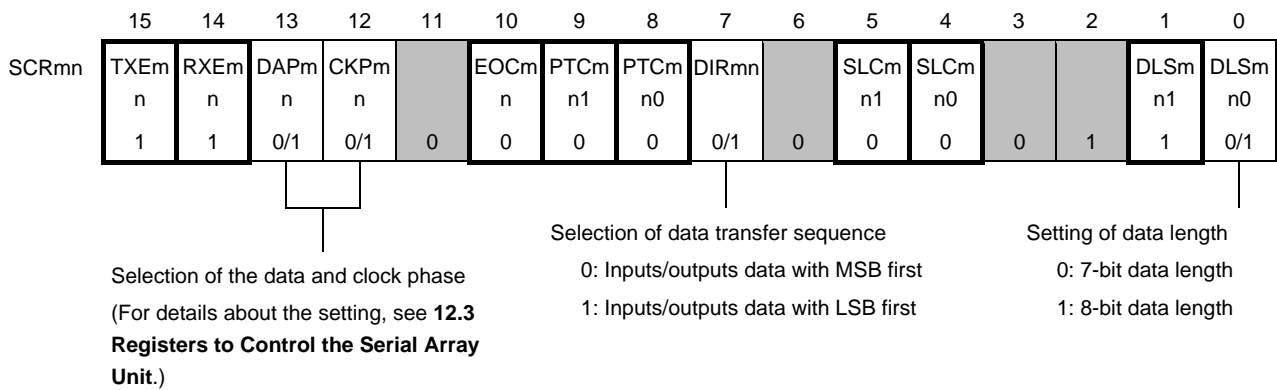 15 14 13 12 11 10 9 8 7 6 5 4 3 2 1 0
SCRmn TXEm RXEm DAPm CKPm EOCm PTCm PTCm DIRmn SLCm SLCm DLSm DLSm
n n n n n n1 n0 n1 n0 n1 n0
1 1 0/1 0/1 0 0 0 0 0/1 0 0 0 0 1 1 0/1
Selection of data transfer sequence
0: Inputs/outputs data with MSB first
1: Inputs/outputs data with LSB first
Setting of data length
0: 7-bit data length
1: 8-bit data length
Selection of the data and clock phase
(For details about the setting, see 12.3
Registers to Control the Serial Array
Unit.)